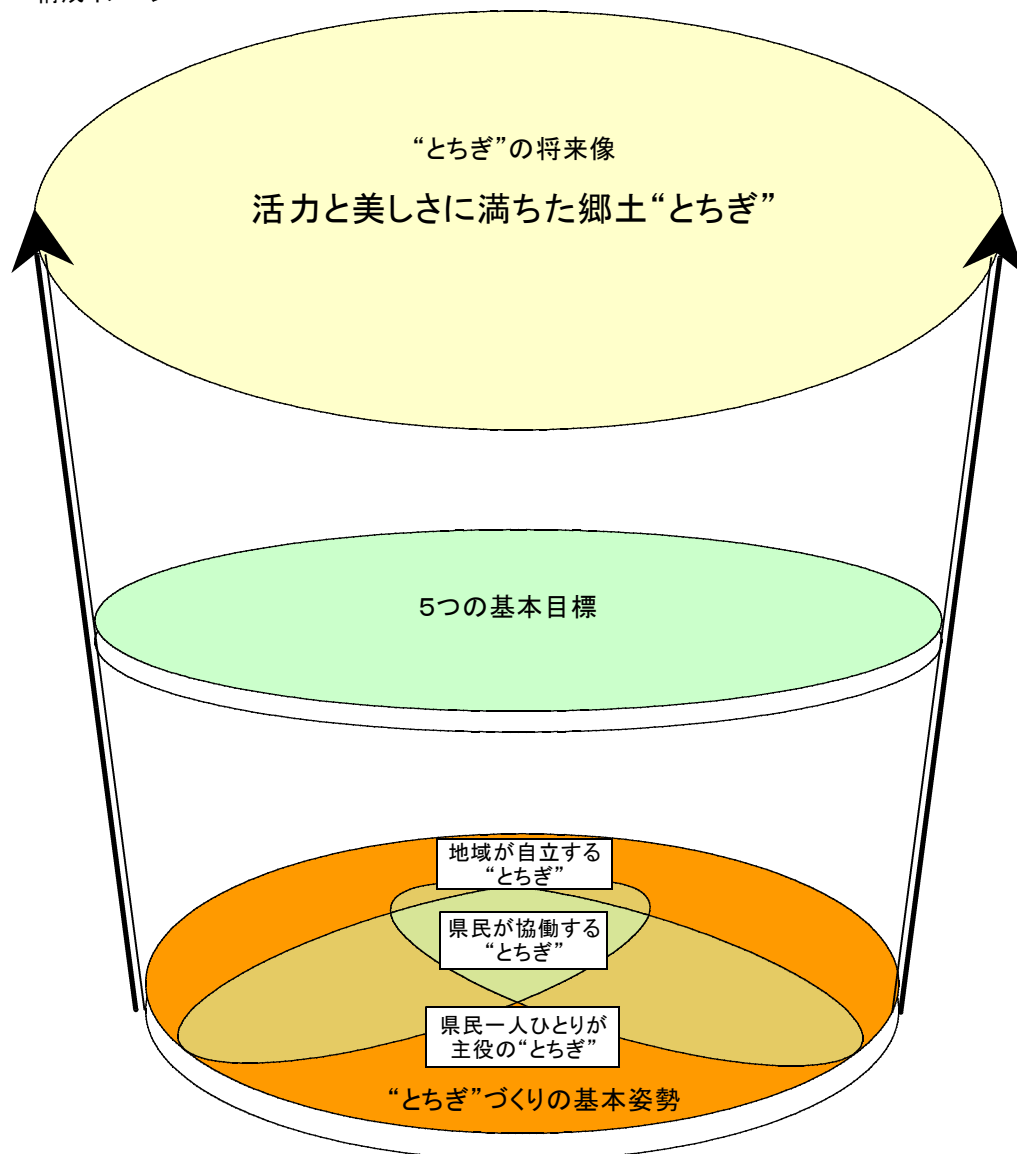 “とちぎ”の将来像
活力と美しさに満ちた郷土“とちぎ”
5つの基本目標
地域が自立する
“とちぎ”
県民が協働する
“とちぎ”
県民一人ひとりが
主役の“とちぎ”
“とちぎ”づくりの基本姿勢